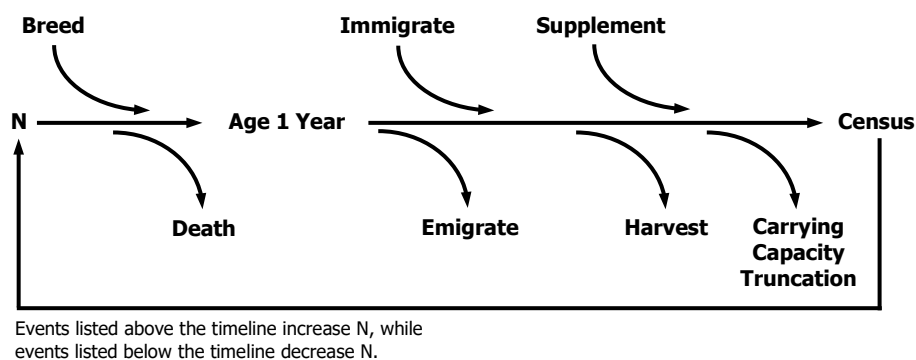 Breed
Immigrate
Supplement
N
Age 1 Year
Census
Death
Emigrate
Harvest
Carrying
Capacity
Truncation
Events listed above the timeline increase N, while
events listed below the timeline decrease N.